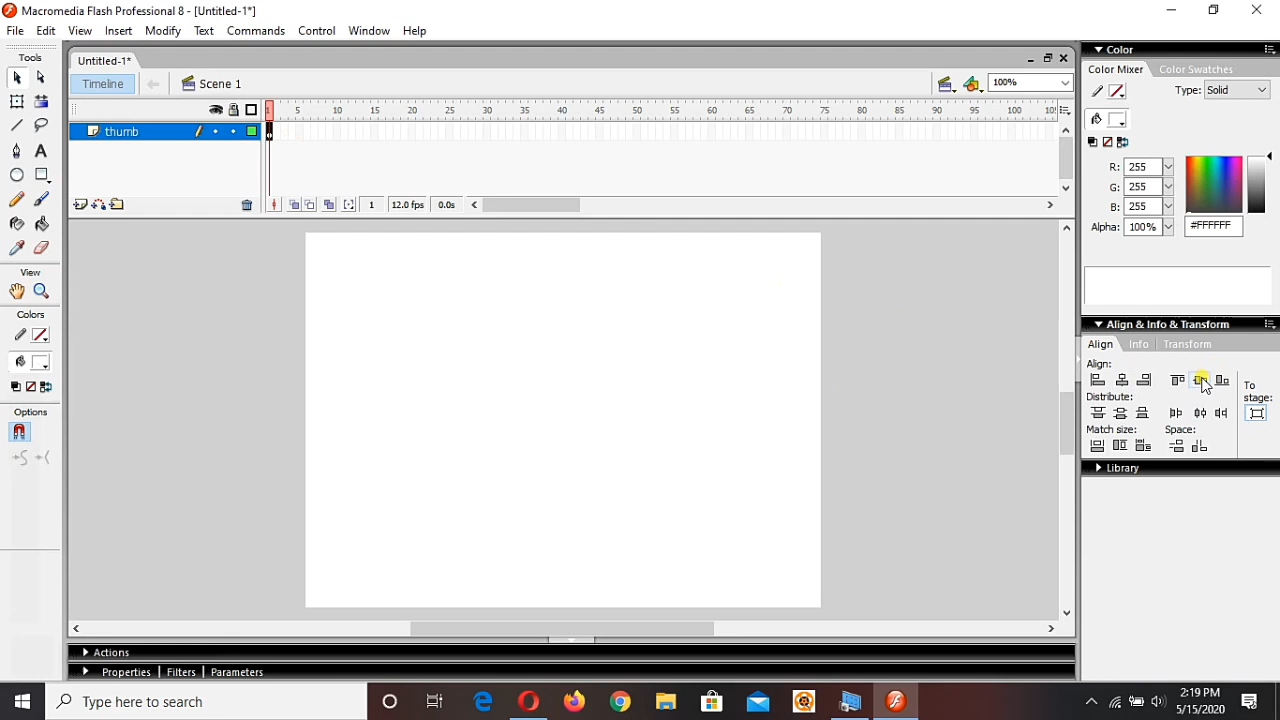 Macromedia Flash Professional 8 - [Untitled-1*]
File Edit View Insert Modify Text Commands Control Window Help
Tools
View
Colors
Options
Untitled-1*
Timeline
Scene 1
100%
1 5 10 15 20 25 30 35 40 45 50 55 60 65 70 75 80 85 90 95 100 105
thumb
1 12.0 fps 0.0s
Actions
Properties Filters Parameters
Color
Color Mixer Color Swatches
Type: Solid
R: 255
G: 255
B: 255
Alpha: 100% #FFFFFF
Align & Info & Transform
Align Info Transform
Align:
Distribute:
Match size: Space:
To
stage:
Library
Type here to search
2:19 PM
5/15/2020